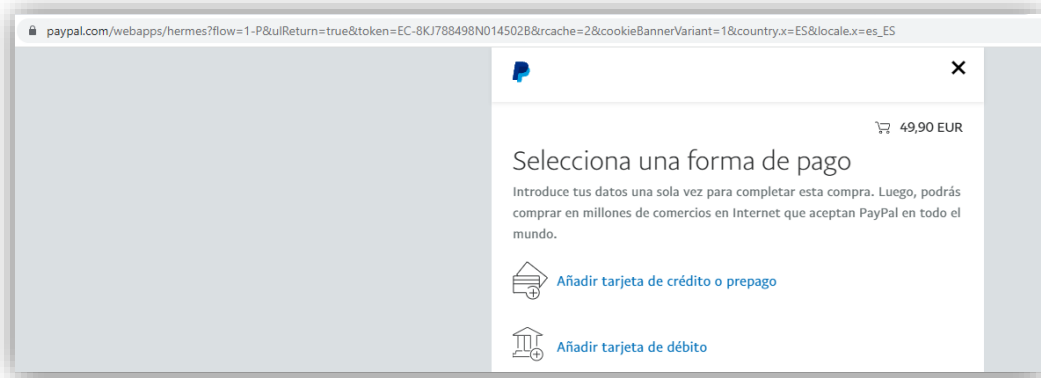 paypal.com/webapps/hermes?flow=1-P&ulReturn=true&token=EC-8KJ788498N014502B&rcache=2&cookieBannerVariant=1&country.x=ES&locale.x=es_ES
49,90 EUR
Selecciona una forma de pago
Introduce tus datos una sola vez para completar esta compra. Luego, podrás
comprar en millones de comercios en Internet que aceptan PayPal en todo el
mundo.
Añadir tarjeta de crédito o prepago
Añadir tarjeta de débito